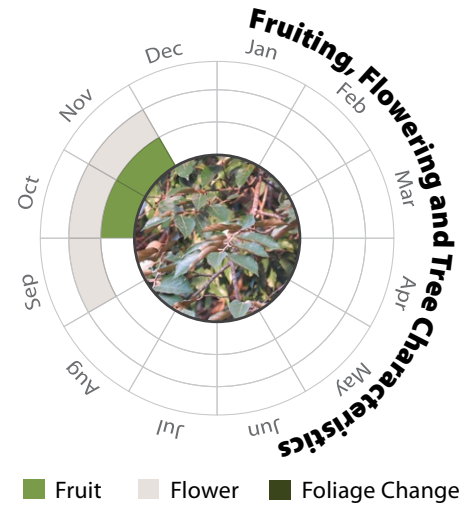 Fruiting, Flowering and Tree Characteristics
Jan
Feb
Mar
Apr
May
Jun
Jul
Aug
Sep
Oct
Nov
Dec
Fruit
Flower
Foliage Change